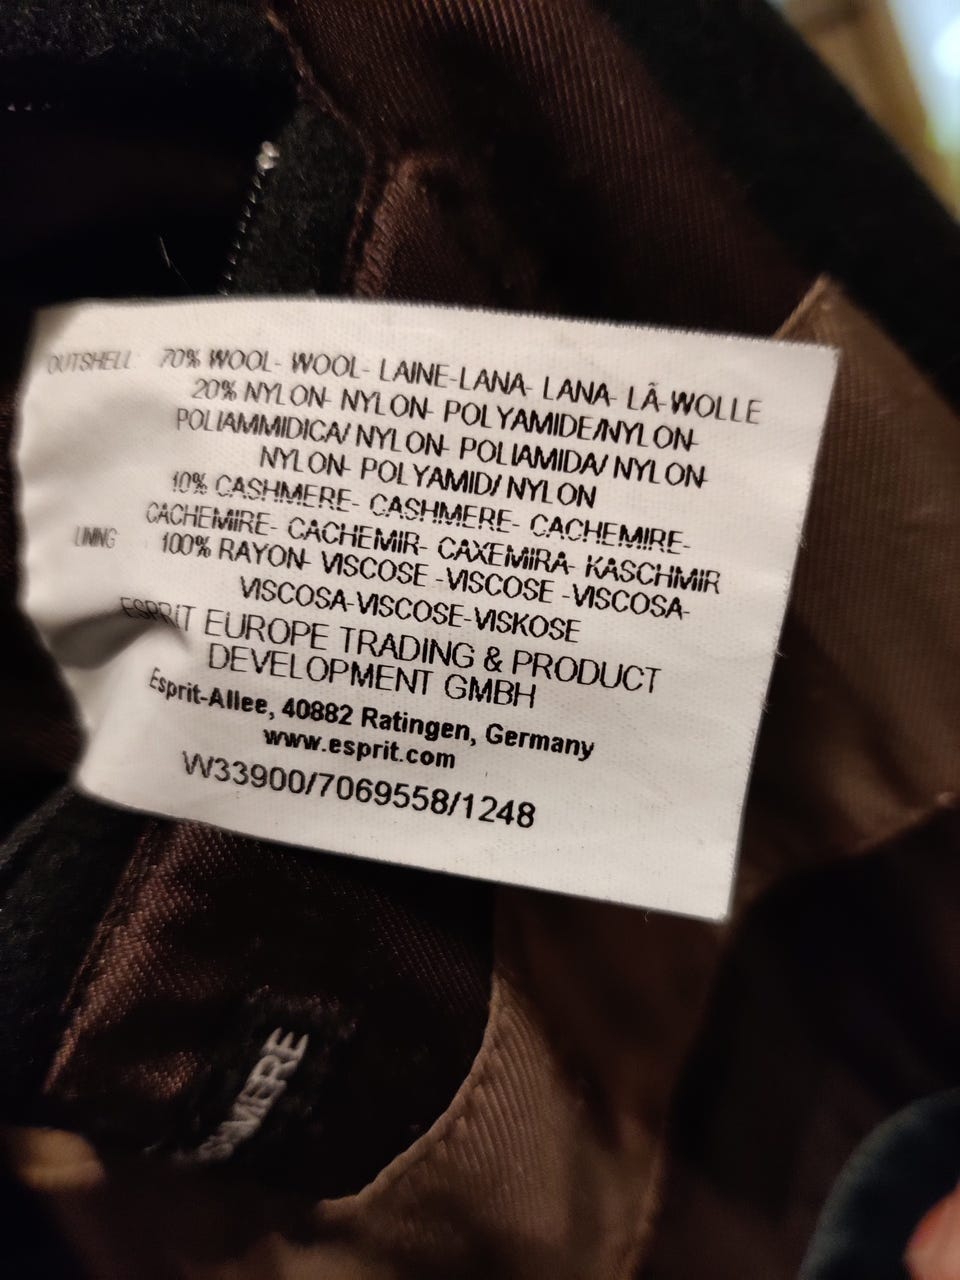 OUTSHELL 70% WOOL- WOOL- LAINE-LANA- LANA- LÃ-WOLLE
20% NYLON- NYLON- POLYAMIDE/NYLON-
POLIAMMIDICA/ NYLON- POLIAMIDA/ NYLON-
NYLON- POLYAMID/ NYLON
10% CASHMERE- CASHMERE- CACHEMIRE-
CACHEMIRE- CACHEMIR- CAXEMIRA- KASCHMIR
LINING 100% RAYON- VISCOSE -VISCOSE -VISCOSA-
VISCOSA-VISCOSE-VISKOSE
ESPRIT EUROPE TRADING & PRODUCT
DEVELOPMENT GMBH
Esprit-Allee, 40882 Ratingen, Germany
www.esprit.com
W33900/7069558/1248